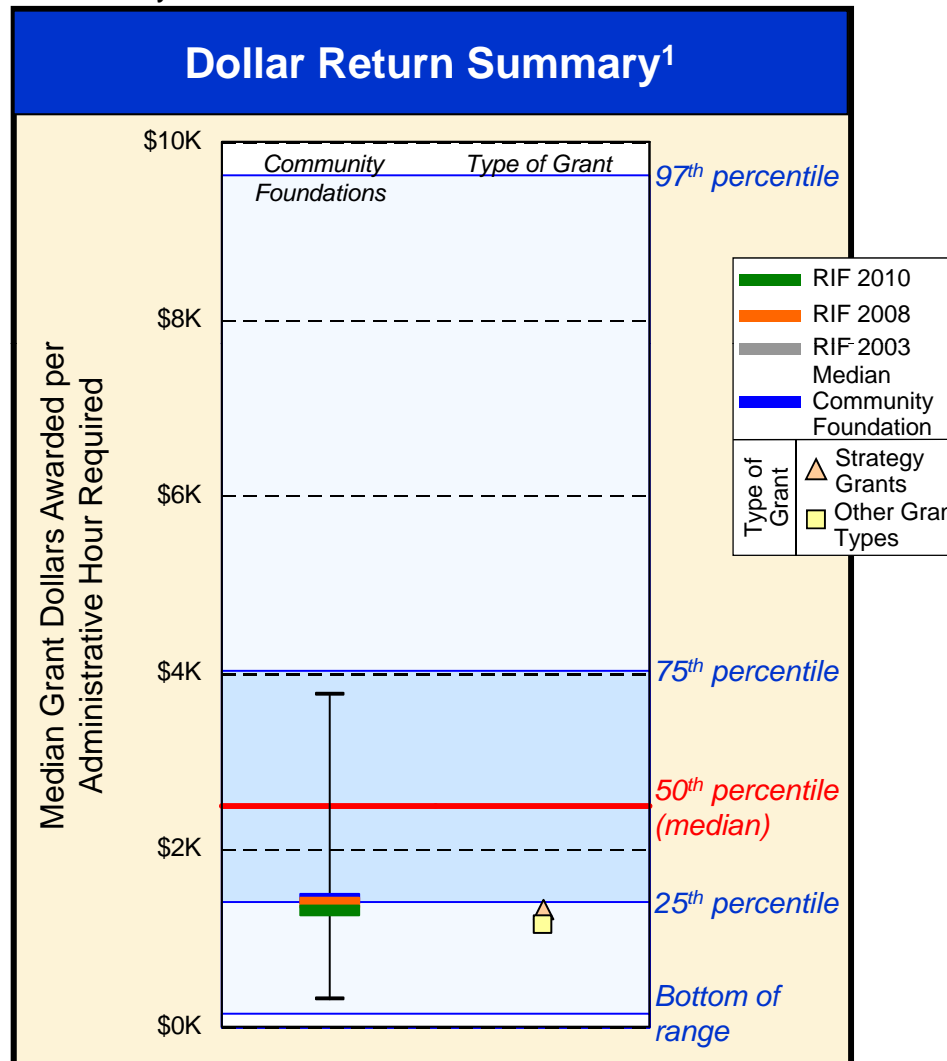 Dollar Return Summary1
Median Grant Dollars Awarded per
Administrative Hour Required
$10K
$8K
$6K
$4K
$2K
$0K
Community
Foundations
Type of Grant
97th percentile
75th percentile
50th percentile
(median)
25th percentile
Bottom of
range
RIF 2010
RIF 2008
RIF 2003
Median
Community
Foundation
Type of
Grant
Strategy
Grants
Other Gran
Types